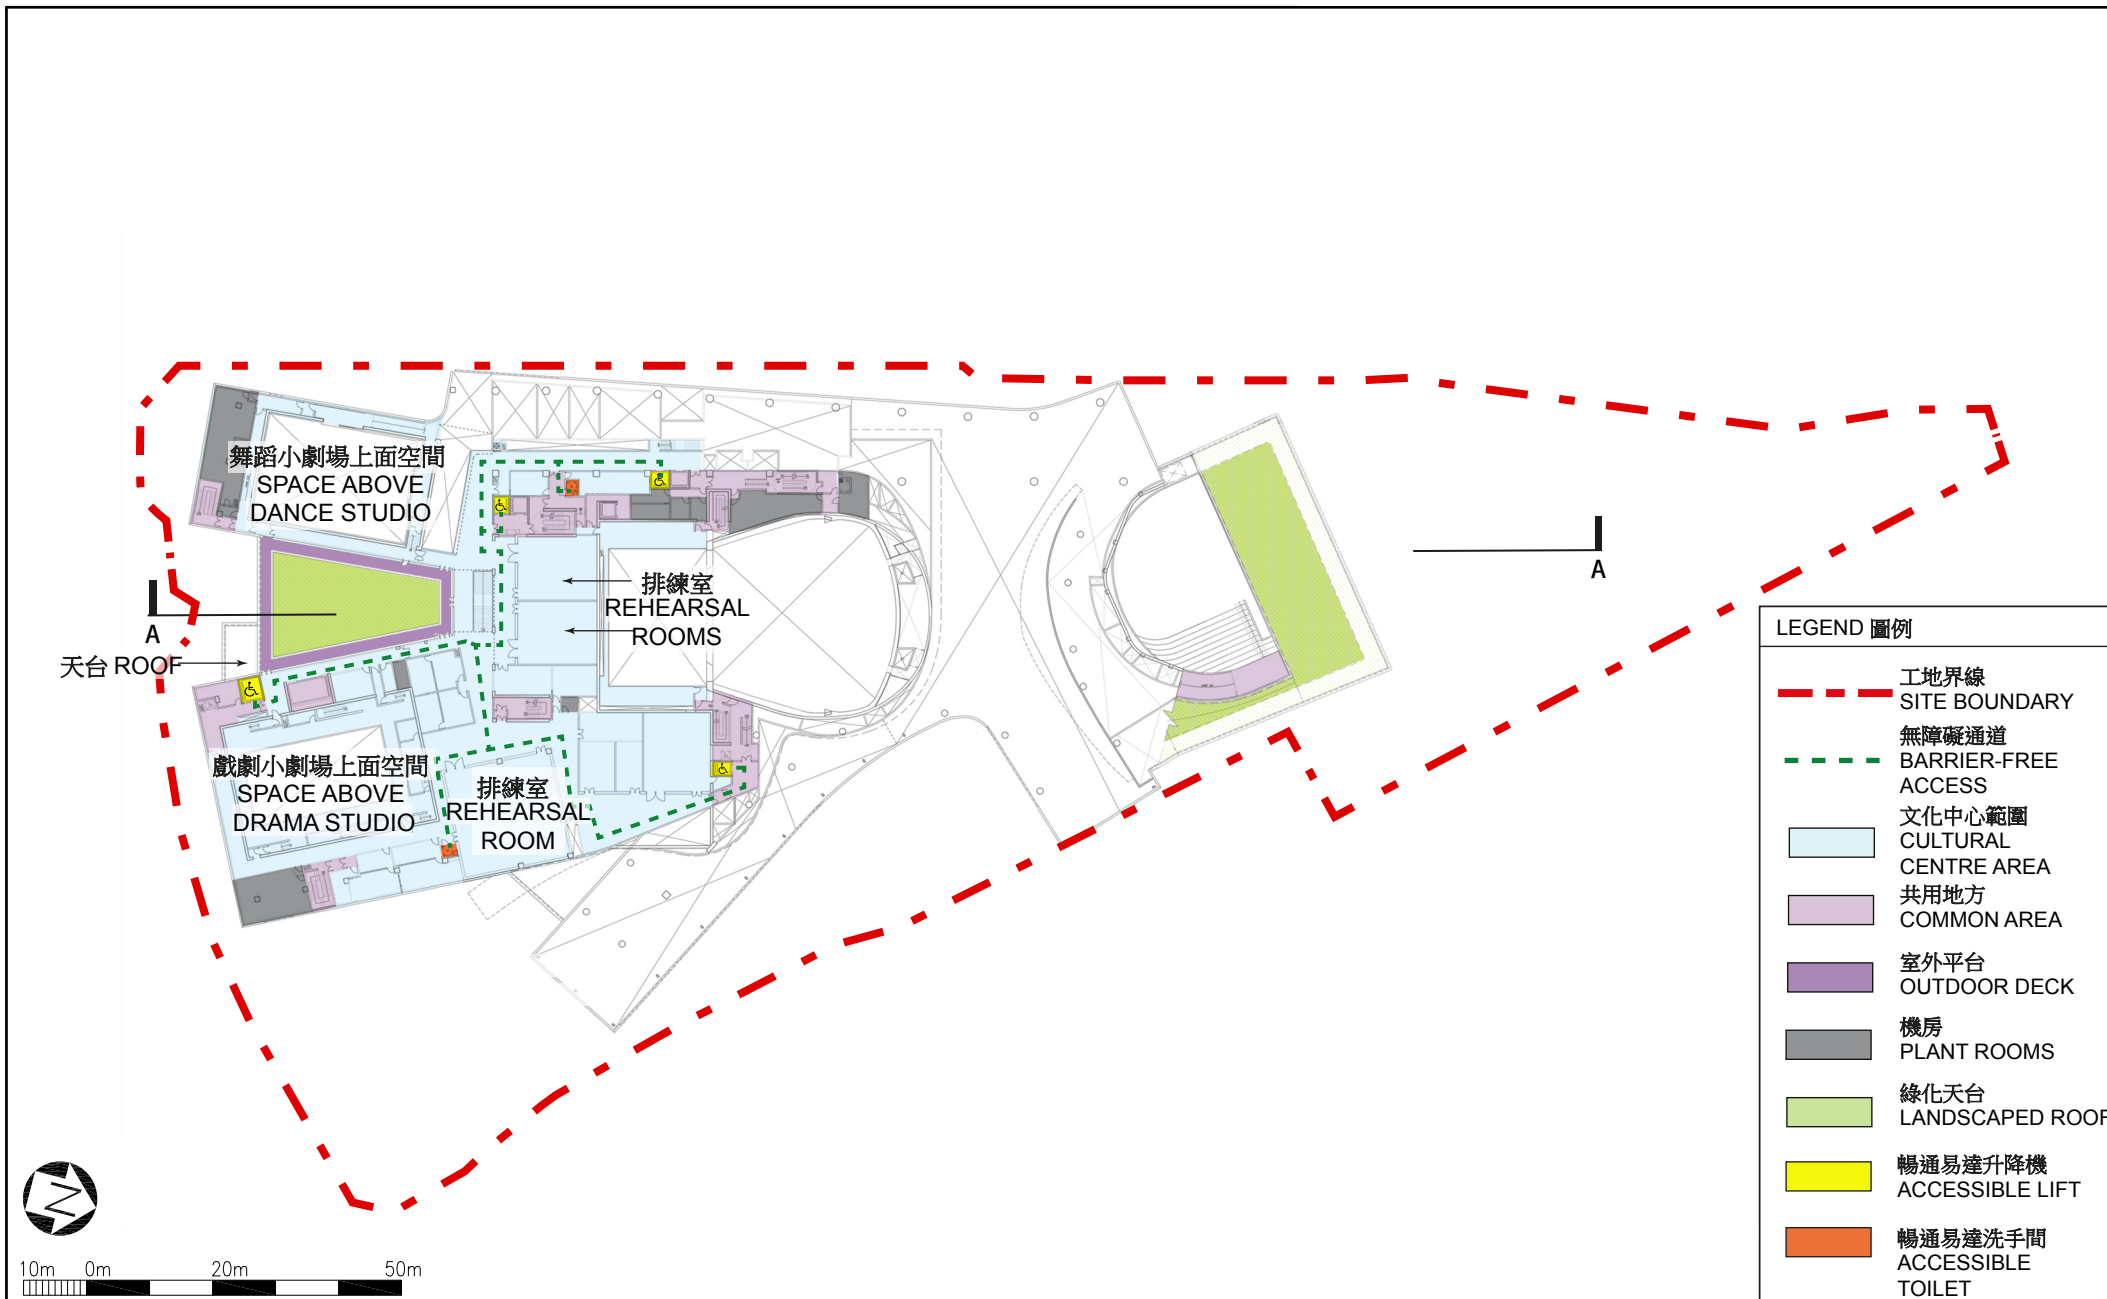 舞蹈小劇場上面空間
SPACE ABOVE
DANCE STUDIO
排練室
REHEARSAL
ROOMS
A
A
天台 ROOF
戲劇小劇場上面空間
SPACE ABOVE
DRAMA STUDIO
排練室
REHEARSAL
ROOM
LEGEND 圖例
工地界線
SITE BOUNDARY
無障礙通道
BARRIER-FREE
ACCESS
文化中心範圍
CULTURAL
CENTRE AREA
共用地方
COMMON AREA
室外平台
OUTDOOR DECK
機房
PLANT ROOMS
綠化天台
LANDSCAPED ROOF
暢通易達升降機
ACCESSIBLE LIFT
暢通易達洗手間
ACCESSIBLE
TOILET
N
10m 0m 20m 50m